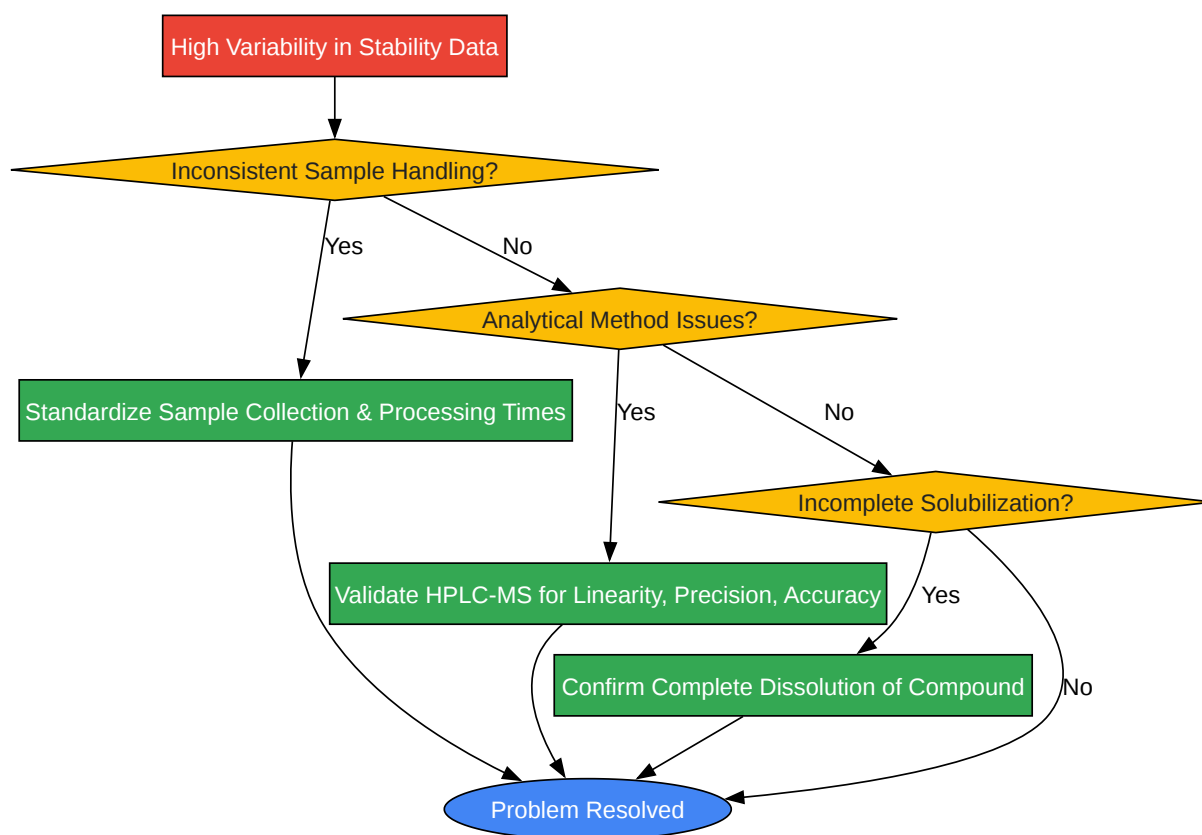 High Variability in Stability Data
Inconsistent Sample Handling?
Yes
No
Analytical Method Issues?
Standardize Sample Collection & Processing Times
Yes
No
Incomplete Solubilization?
Validate HPLC-MS for Linearity, Precision, Accuracy
Yes
Confirm Complete Dissolution of Compound
No
Problem Resolved